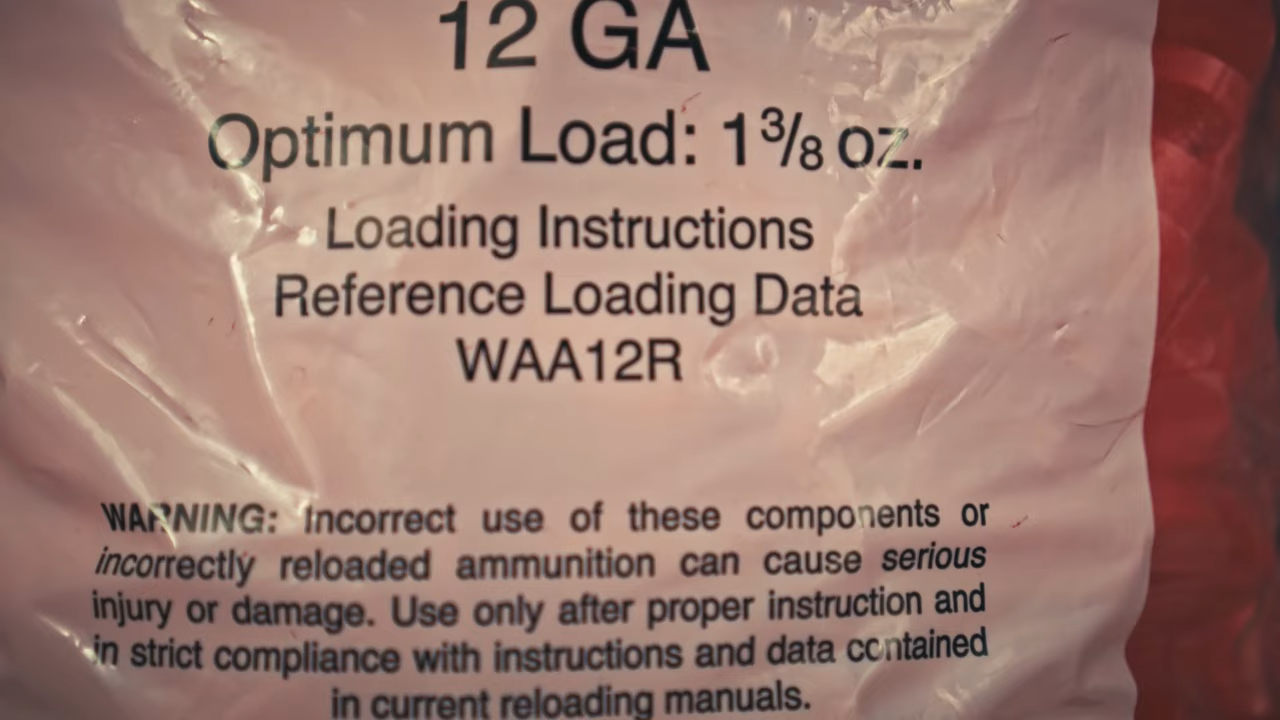 12 GA
Optimum Load: 1 3/8 oz.
Loading Instructions
Reference Loading Data
WAA12R
WARNING: Incorrect use of these components or
incorrectly reloaded ammunition can cause serious
injury or damage. Use only after proper instruction and
in strict compliance with instructions and data contained
in current reloading manuals.